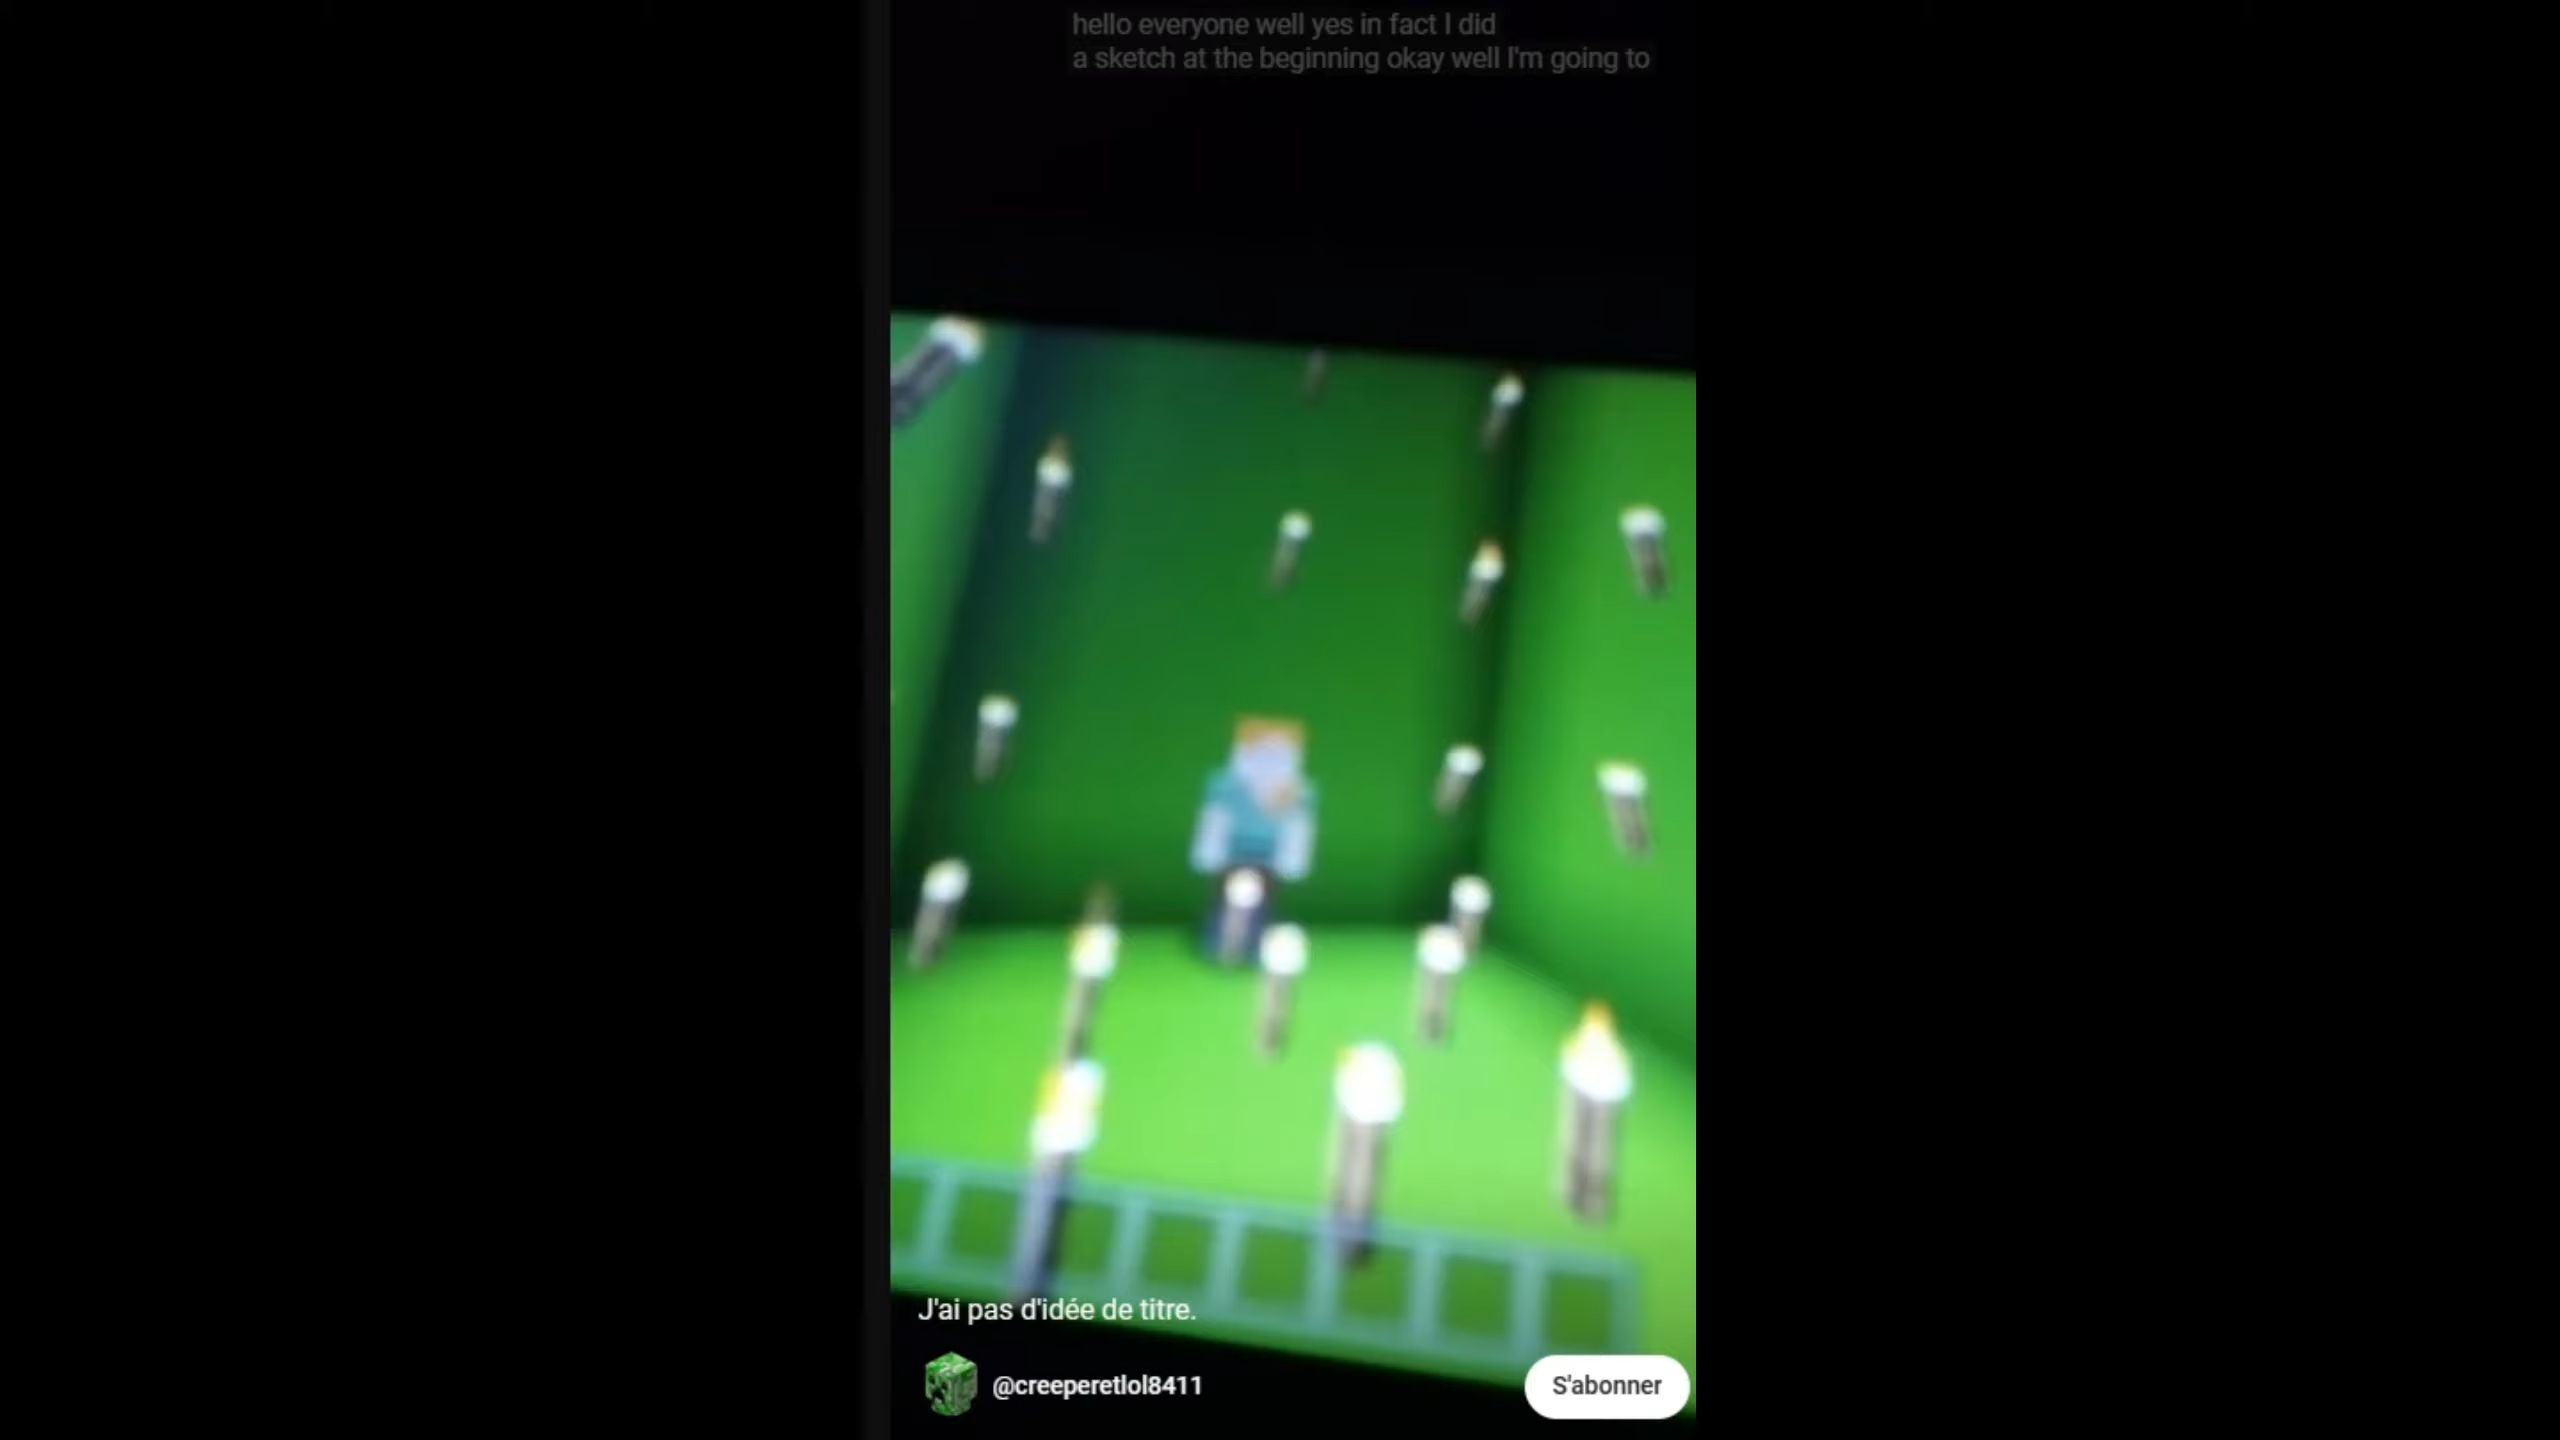 hello everyone well yes in fact I did
a sketch at the beginning okay well I'm going to
J'ai pas d'idée de titre.
@creeperetlol8411
S'abonner